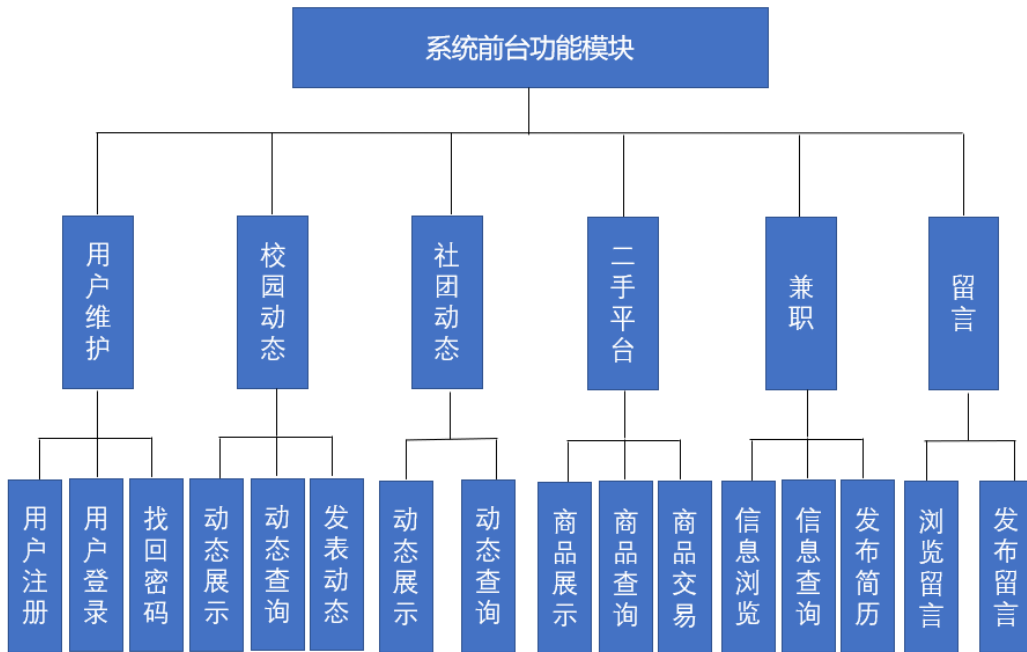 系统前台功能模块
用户维护
校园动态
社团动态
二手平台
兼职
留言
用户注册
用户登录
找回密码
动态展示
动态查询
发表动态
动态展示
动态查询
商品展示
商品查询
商品交易
信息浏览
信息查询
发布简历
浏览留言
发布留言